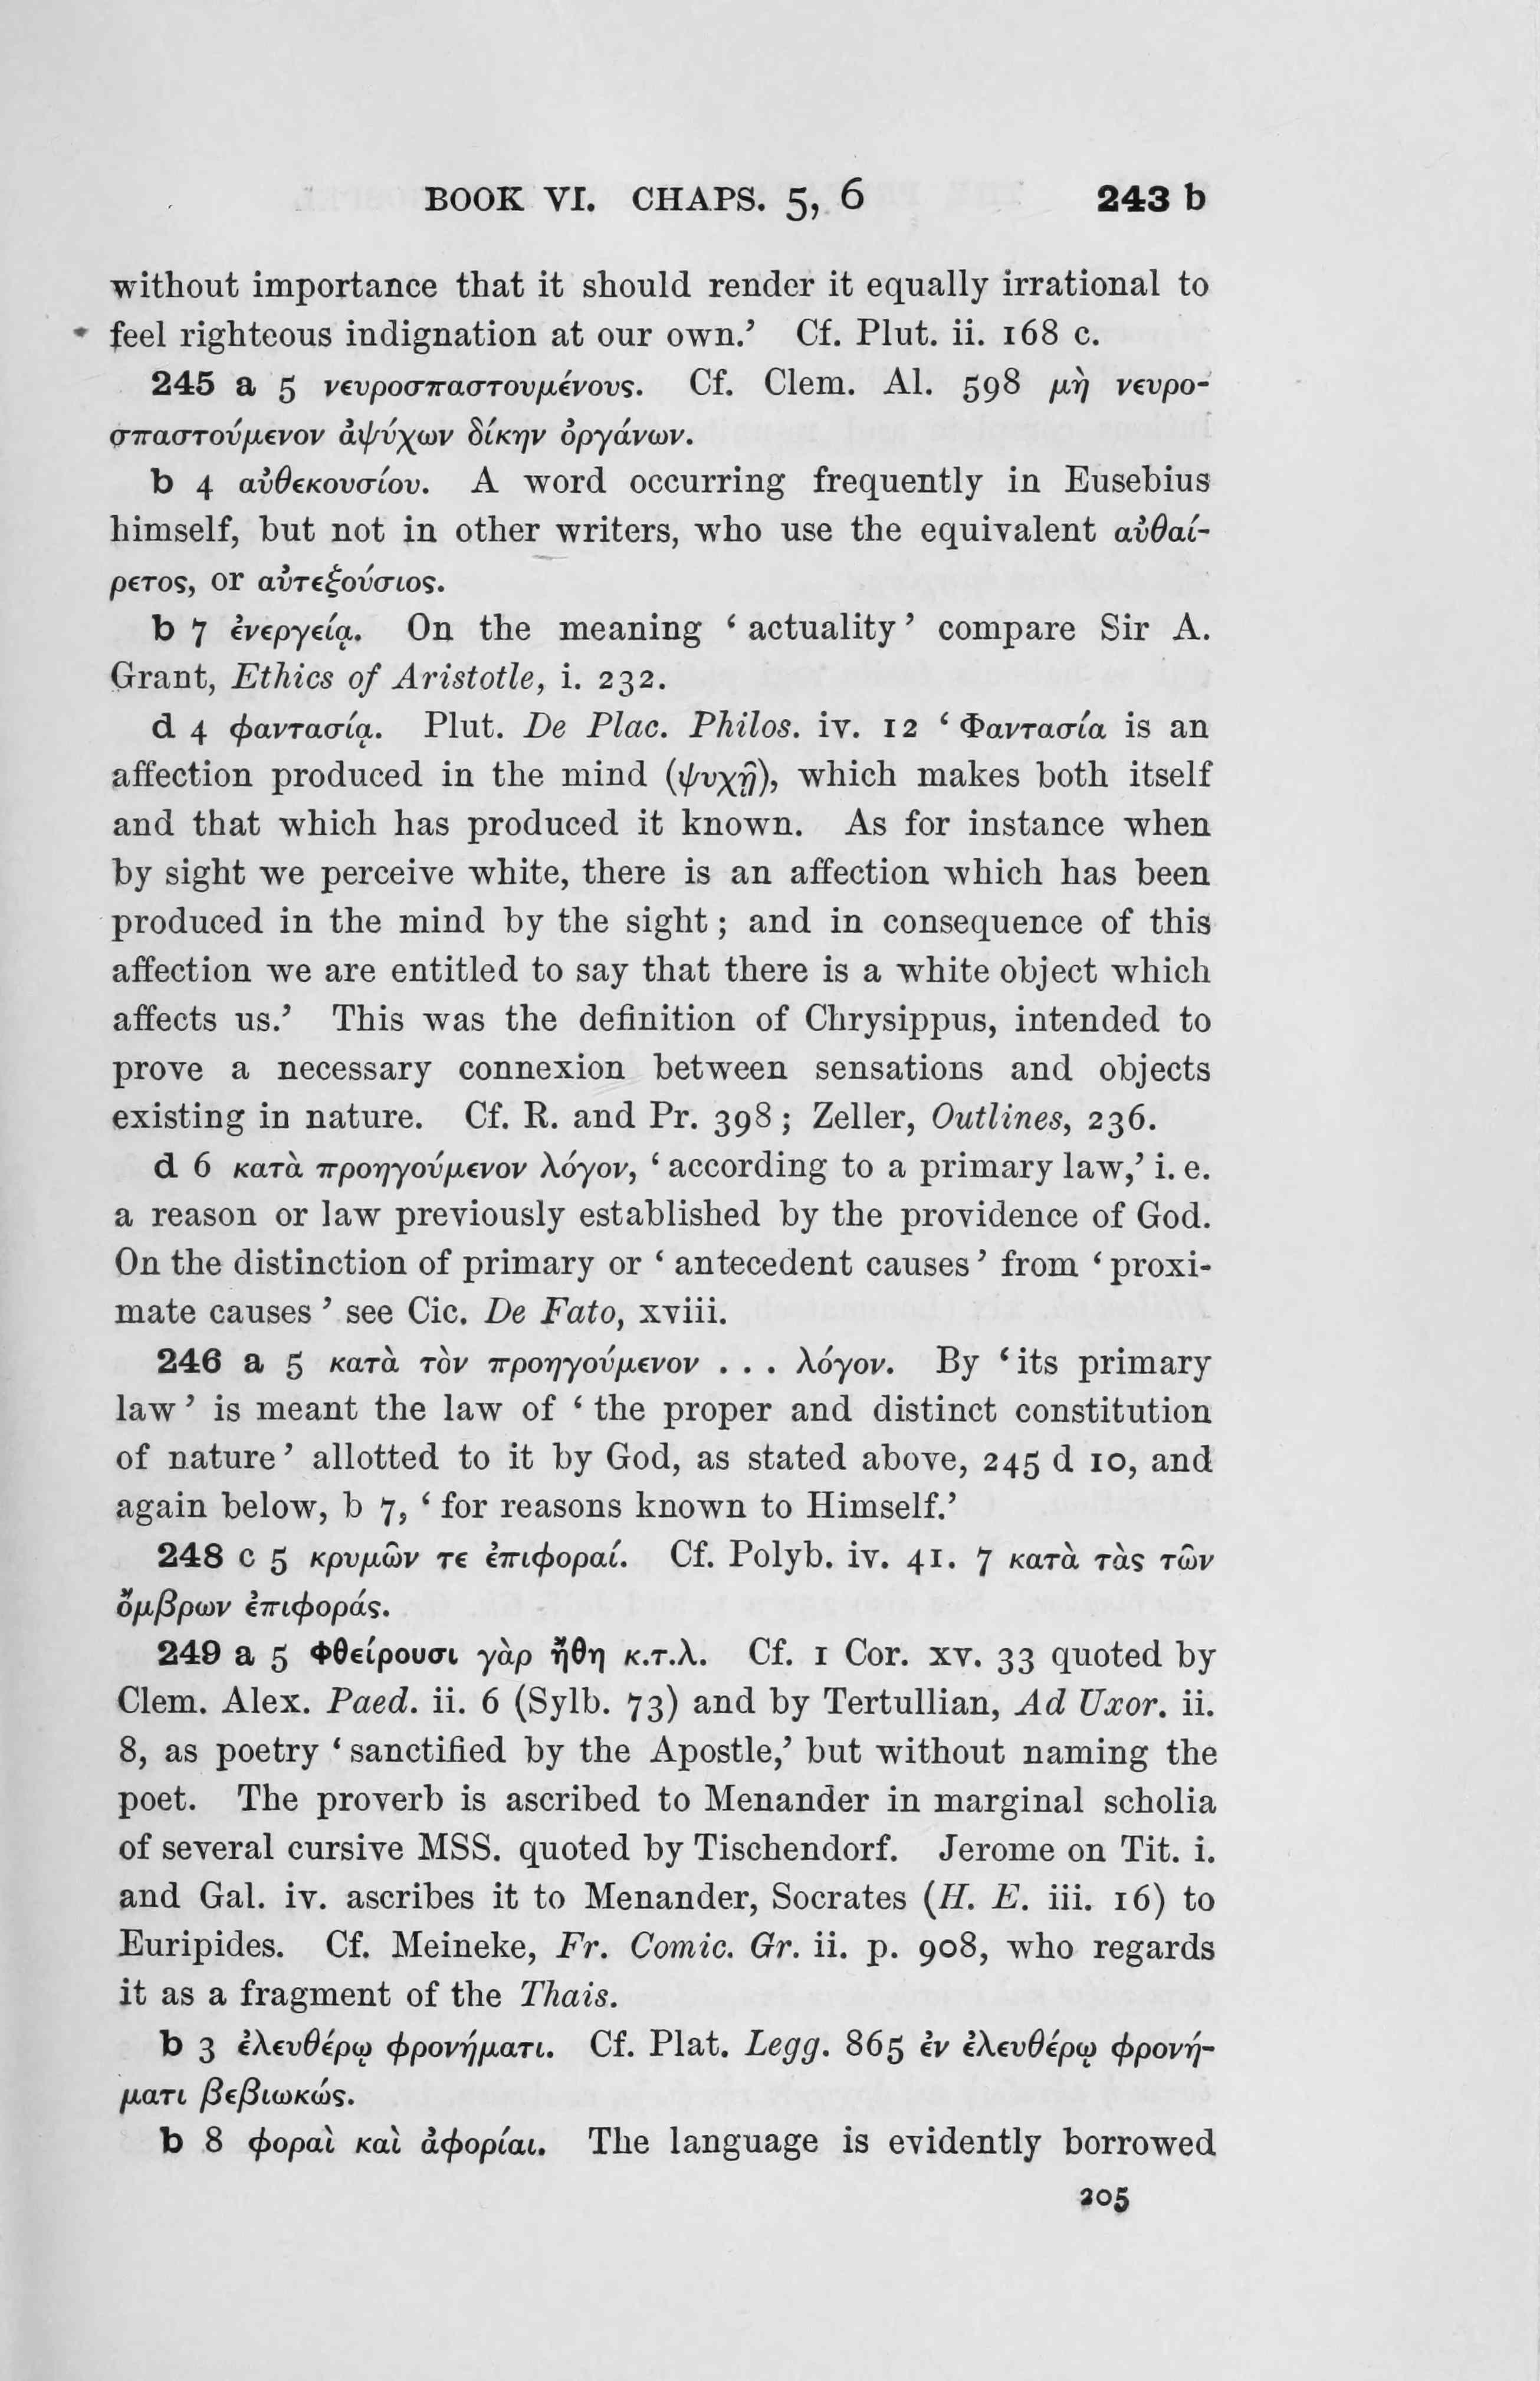 BOOK VI. CHAPS. 5, 6 243 b
without importance that it should render it equally irrational to
feel righteous indignation at our own.’ Cf. Plut. ii. 168 c.
245 a 5 νευροσπαστουμένους. Cf. Clem. Al. 598 μὴ νευρο-
σπαστούμενον ἀψύχων δίκην ὀργάνων.
b 4 αὐθεκουσίου. A word occurring frequently in Eusebius
himself, but not in other writers, who use the equivalent αὐθαί-
ρετος, or αὐτεξούσιος.
b 7 ἐνεργείᾳ. On the meaning ‘actuality’ compare Sir A.
Grant, Ethics of Aristotle, i. 232.
d 4 φαντασίᾳ. Plut. De Plac. Philos. iv. 12 ‘Φαντασία is an
affection produced in the mind (ψυχῇ), which makes both itself
and that which has produced it known. As for instance when
by sight we perceive white, there is an affection which has been
produced in the mind by the sight; and in consequence of this
affection we are entitled to say that there is a white object which
affects us.’ This was the definition of Chrysippus, intended to
prove a necessary connexion between sensations and objects
existing in nature. Cf. R. and Pr. 398; Zeller, Outlines, 236.
d 6 κατὰ προηγούμενον λόγον, ‘according to a primary law,’ i. e.
a reason or law previously established by the providence of God.
On the distinction of primary or ‘antecedent causes’ from ‘proxi-
mate causes’ see Cic. De Fato, xviii.
246 a 5 κατὰ τὸν προηγούμενον . . . λόγον. By ‘its primary
law’ is meant the law of ‘the proper and distinct constitution
of nature’ allotted to it by God, as stated above, 245 d 10, and
again below, b 7, ‘for reasons known to Himself.’
248 c 5 κρυμῶν τε ἐπιφοραί. Cf. Polyb. iv. 41. 7 κατὰ τὰς τῶν
ὄμβρων ἐπιφοράς.
249 a 5 Φθείρουσι γὰρ ἤθη κ.τ.λ. Cf. 1 Cor. xv. 33 quoted by
Clem. Alex. Paed. ii. 6 (Sylb. 73) and by Tertullian, Ad Uxor. ii.
8, as poetry ‘sanctified by the Apostle,’ but without naming the
poet. The proverb is ascribed to Menander in marginal scholia
of several cursive MSS. quoted by Tischendorf. Jerome on Tit. i.
and Gal. iv. ascribes it to Menander, Socrates (H. E. iii. 16) to
Euripides. Cf. Meineke, Fr. Comic. Gr. ii. p. 908, who regards
it as a fragment of the Thais.
b 3 ἐλευθέρῳ φρονήματι. Cf. Plat. Legg. 865 ἐν ἐλευθέρῳ φρονή-
ματι βεβιωκώς.
b 8 φοραὶ καὶ ἀφορίαι. The language is evidently borrowed
205